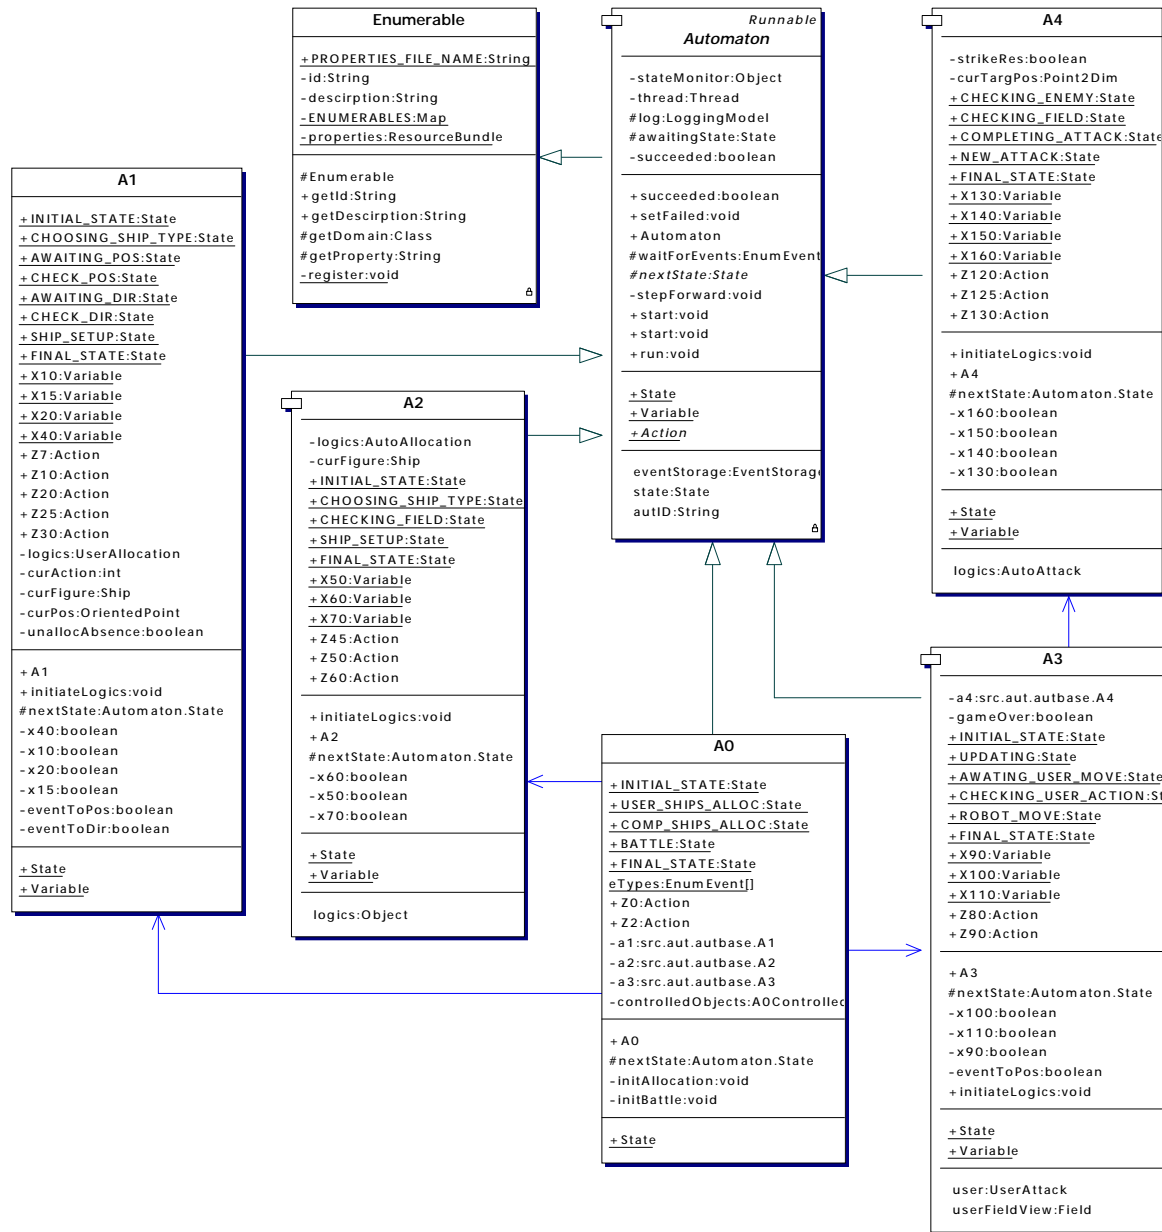 Enumerable
+PROPERTIES_FILE_NAME:String
-id:String
-descirption:String
-ENUMERABLES:Map
-properties:ResourceBundle
#Enumerable
+getId:String
+getDescirption:String
#getDomain:Class
#getProperty:String
-register:void
Runnable
Automaton
-stateMonitor:Object
-thread:Thread
#log:LoggingModel
#awaitingState:State
-succeeded:boolean
+succeeded:boolean
+setFailed:void
+Automaton
#waitForEvents:EnumEvent
#nextState:State
-stepForward:void
+start:void
+start:void
+run:void
+State
+Variable
+Action
eventStorage:EventStorage
state:State
autID:String
A4
-strikeRes:boolean
-curTargPos:Point2Dim
+CHECKING_ENEMY:State
+CHECKING_FIELD:State
+COMPLETING_ATTACK:State
+NEW_ATTACK:State
+FINAL_STATE:State
+X130:Variable
+X140:Variable
+X150:Variable
+X160:Variable
+Z120:Action
+Z125:Action
+Z130:Action
+initiateLogics:void
+A4
#nextState:Automaton.State
-x160:boolean
-x150:boolean
-x140:boolean
-x130:boolean
+State
+Variable
logics:AutoAttack
A1
+INITIAL_STATE:State
+CHOOSING_SHIP_TYPE:State
+AWAITING_POS:State
+CHECK_POS:State
+AWAITING_DIR:State
+CHECK_DIR:State
+SHIP_SETUP:State
+FINAL_STATE:State
+X10:Variable
+X15:Variable
+X20:Variable
+X40:Variable
+Z7:Action
+Z10:Action
+Z20:Action
+Z25:Action
+Z30:Action
-logics:UserAllocation
-curAction:int
-curFigure:Ship
-curPos:OrientedPoint
-unallocAbsence:boolean
+A1
+initiateLogics:void
#nextState:Automaton.State
-x40:boolean
-x10:boolean
-x20:boolean
-x15:boolean
-eventToPos:boolean
-eventToDir:boolean
+State
+Variable
A2
-logics:AutoAllocation
-curFigure:Ship
+INITIAL_STATE:State
+CHOOSING_SHIP_TYPE:State
+CHECKING_FIELD:State
+SHIP_SETUP:State
+FINAL_STATE:State
+X50:Variable
+X60:Variable
+X70:Variable
+Z45:Action
+Z50:Action
+Z60:Action
+initiateLogics:void
+A2
#nextState:Automaton.State
-x60:boolean
-x50:boolean
-x70:boolean
+State
+Variable
logics:Object
A0
+INITIAL_STATE:State
+USER_SHIPS_ALLOC:State
+COMP_SHIPS_ALLOC:State
+BATTLE:State
+FINAL_STATE:State
eTypes:EnumEvent[]
+Z0:Action
+Z2:Action
-a1:src.aut.autbase.A1
-a2:src.aut.autbase.A2
-a3:src.aut.autbase.A3
-controlledObjects:A0Controlled
+A0
#nextState:Automaton.State
-initAllocation:void
-initBattle:void
+State
A3
-a4:src.aut.autbase.A4
-gameOver:boolean
+INITIAL_STATE:State
+UPDATING:State
+AWATING_USER_MOVE:State
+CHECKING_USER_ACTION:St
+ROBOT_MOVE:State
+FINAL_STATE:State
+X90:Variable
+X100:Variable
+X110:Variable
+Z80:Action
+Z90:Action
+A3
#nextState:Automaton.State
-x100:boolean
-x110:boolean
-x90:boolean
-eventToPos:boolean
+initiateLogics:void
+State
+Variable
user:UserAttack
userFieldView:Field